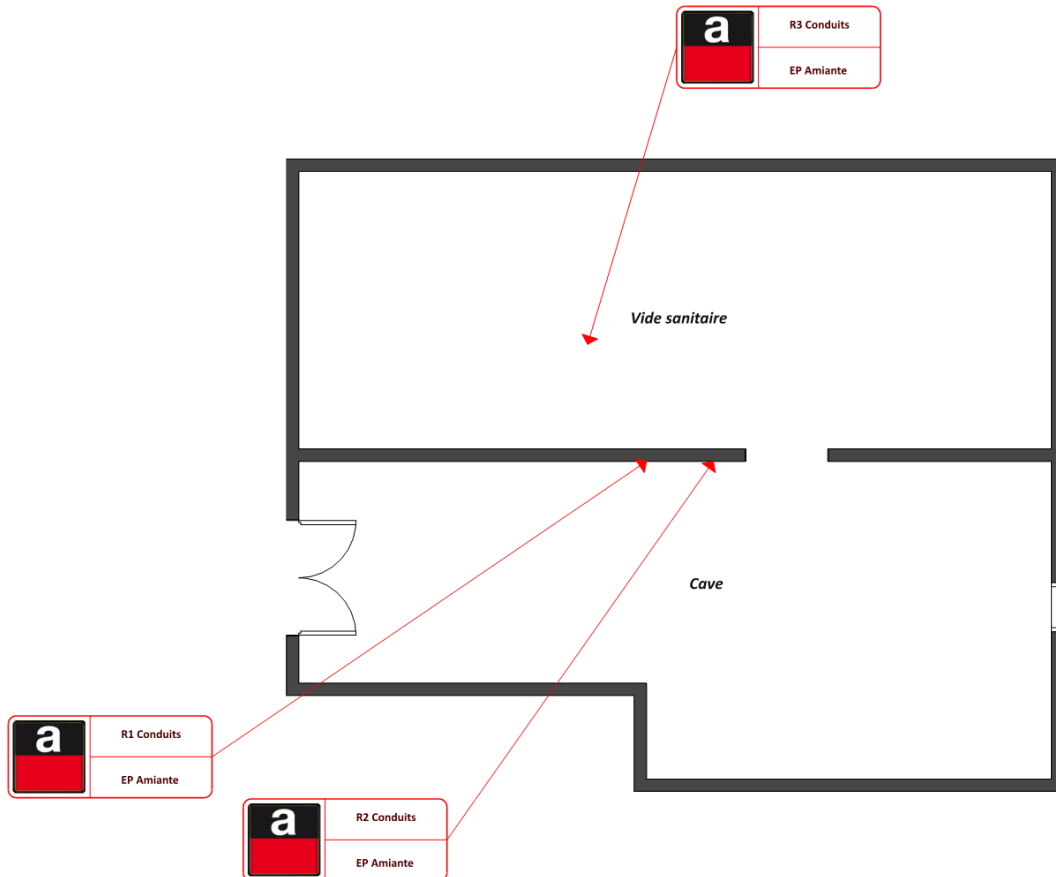 a
R3 Conduits
EP Amiante
Vide sanitaire
Cave
a
R1 Conduits
EP Amiante
a
R2 Conduits
EP Amiante